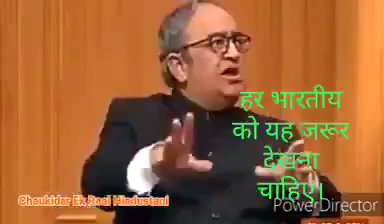 हर भारतीय
को यह जरूर
देखना
चाहिए।
Chaukidar Ek Real Hindustani
PowerDirector